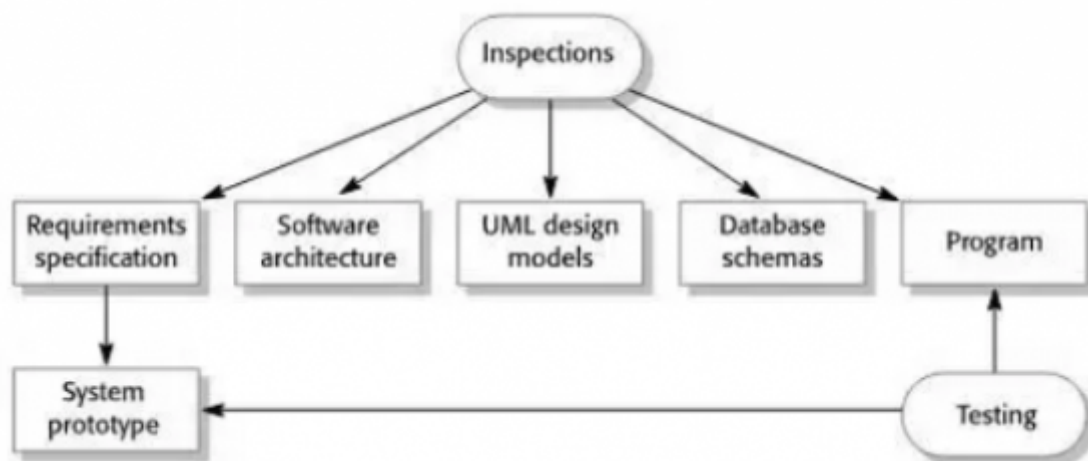 Inspections
Requirements
specification
Software
architecture
UML design
models
Database
schemas
Program
System
prototype
Testing